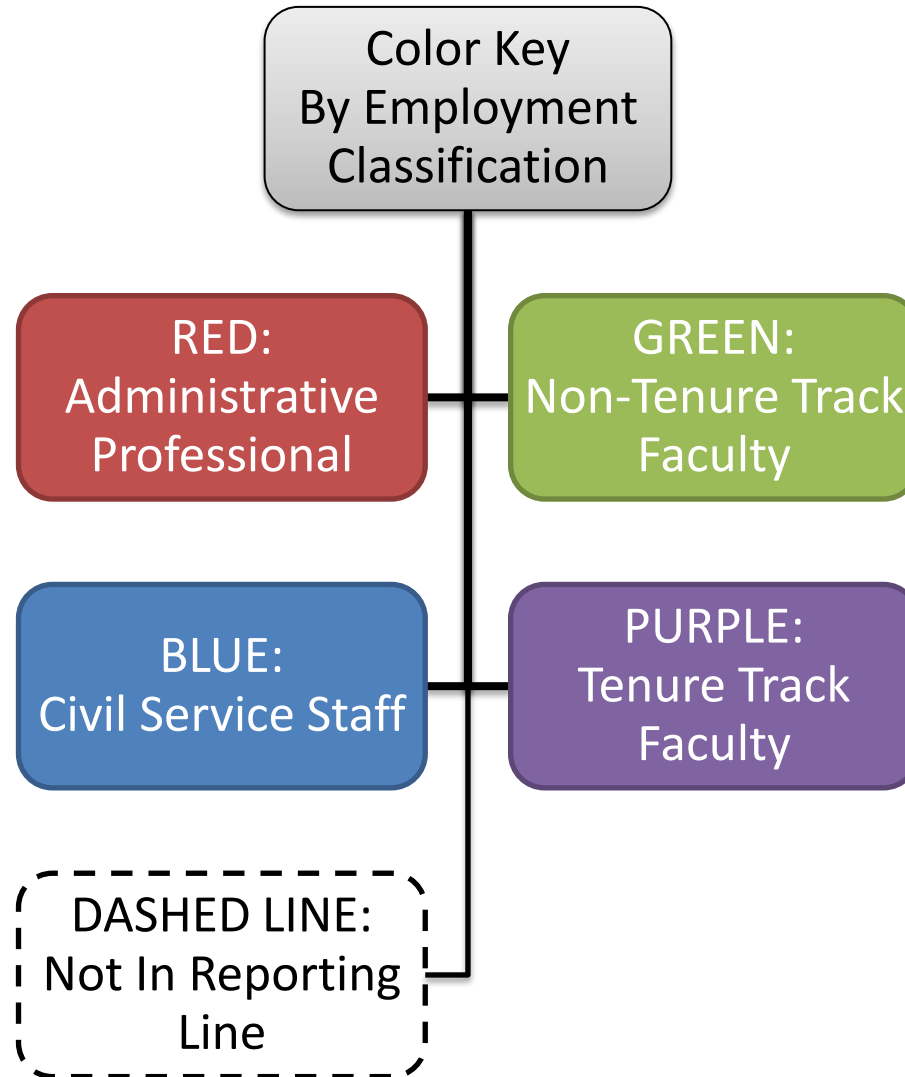 Color Key
By Employment
Classification
RED:
Administrative
Professional
GREEN:
Non-Tenure Track
Faculty
BLUE:
Civil Service Staff
PURPLE:
Tenure Track
Faculty
DASHED LINE:
Not In Reporting
Line